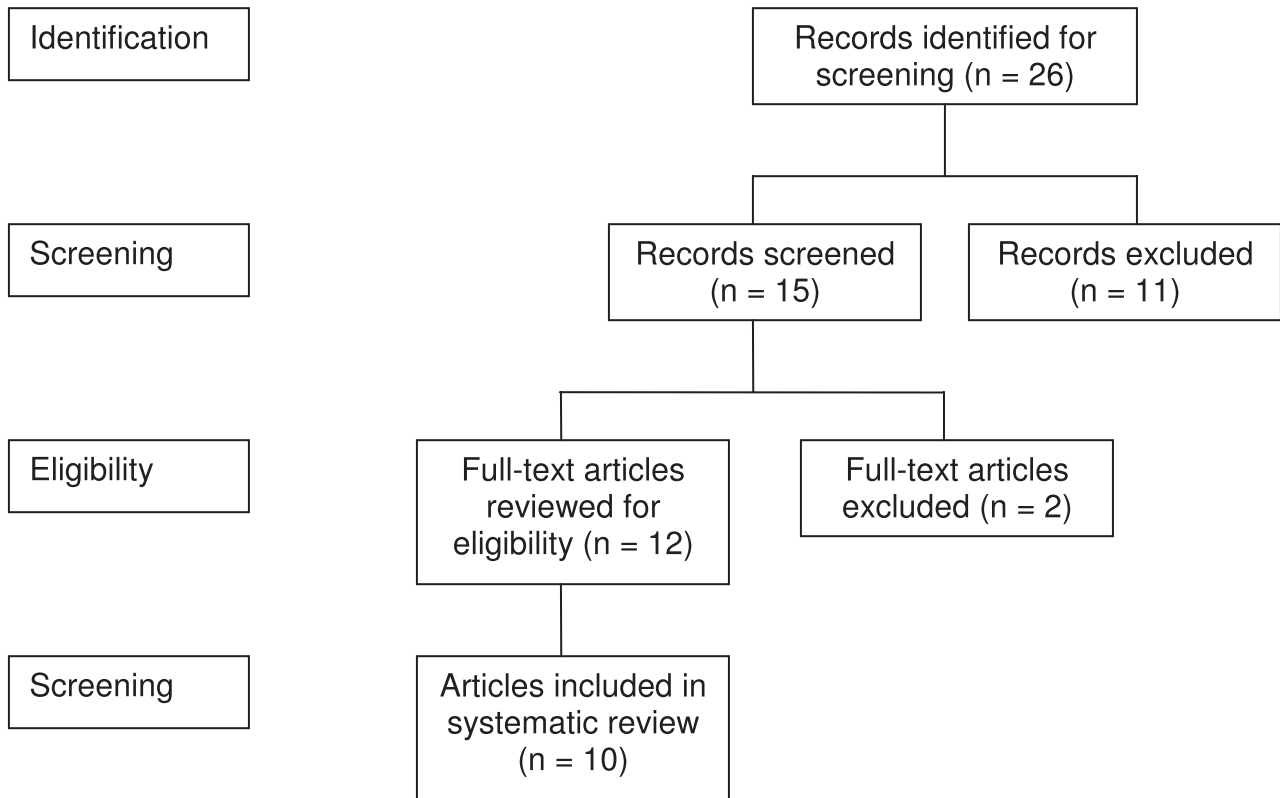 Identification
Records identified for
screening (n = 26)
Screening
Records screened
(n = 15)
Records excluded
(n = 11)
Eligibility
Full-text articles
reviewed for
eligibility (n = 12)
Full-text articles
excluded (n = 2)
Screening
Articles included in
systematic review
(n = 10)